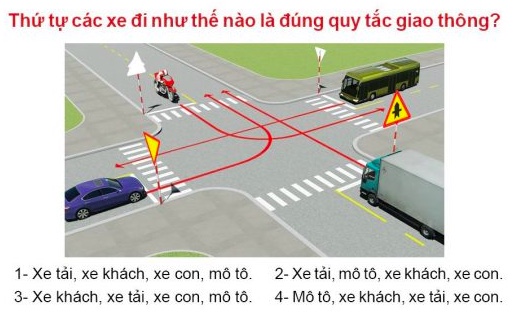 Thứ tự các xe đi như thế nào là đúng quy tắc giao thông?
1- Xe tải, xe khách, xe con, mô tô. 2- Xe tải, mô tô, xe khách, xe con.
3- Xe khách, xe tải, xe con, mô tô. 4- Mô tô, xe khách, xe tải, xe con.